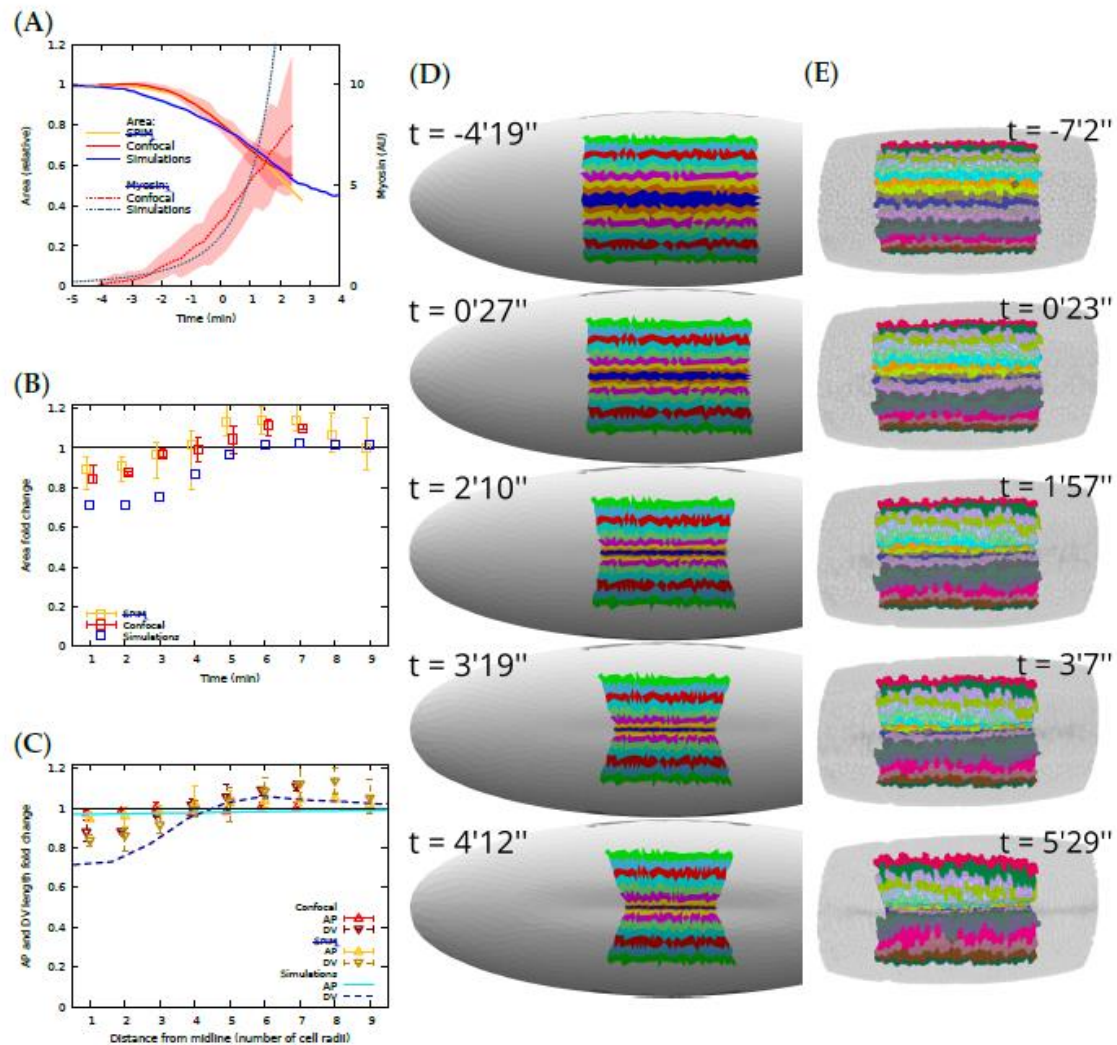 (A)
1.2
1
0.8
0.6
0.4
0.2
0
Area (relative)
Area:
SPIM
Confocal
Simulations
Myosin:
Confocal
Simulations
10
5
0
Myosin (AU)
-5 -4 -3 -2 -1 0 1 2 3 4
Time (min)
(B)
1.2
1
0.8
0.6
0.4
0.2
0
Area fold change
SPIM
Confocal
Simulations
1 2 3 4 5 6 7 8 9
Time (min)
(C)
1.2
1
0.8
0.6
0.4
0.2
0
AP and DV length fold change
Confocal
AP
DV
SPIM
AP
DV
Simulations
AP
DV
1 2 3 4 5 6 7 8 9
Distance from midline (number of cell radii)
(D)
t = -4'19''
t = 0'27''
t = 2'10''
t = 3'19''
t = 4'12''
(E)
t = -7'2''
t = 0'23''
t = 1'57''
t = 3'7''
t = 5'29''